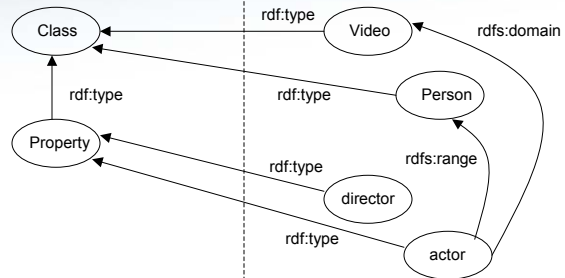 rdf:type
Class
Video
rdfs:domain
rdf:type
rdf:type
Person
Property
rdfs:range
rdf:type
director
rdf:type
actor